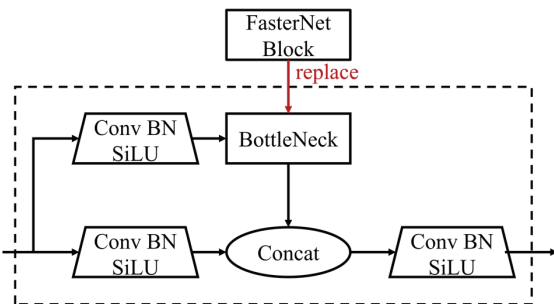 FasterNet
Block
replace
Conv BN
SiLU
BottleNeck
Conv BN
SiLU
Concat
Conv BN
SiLU